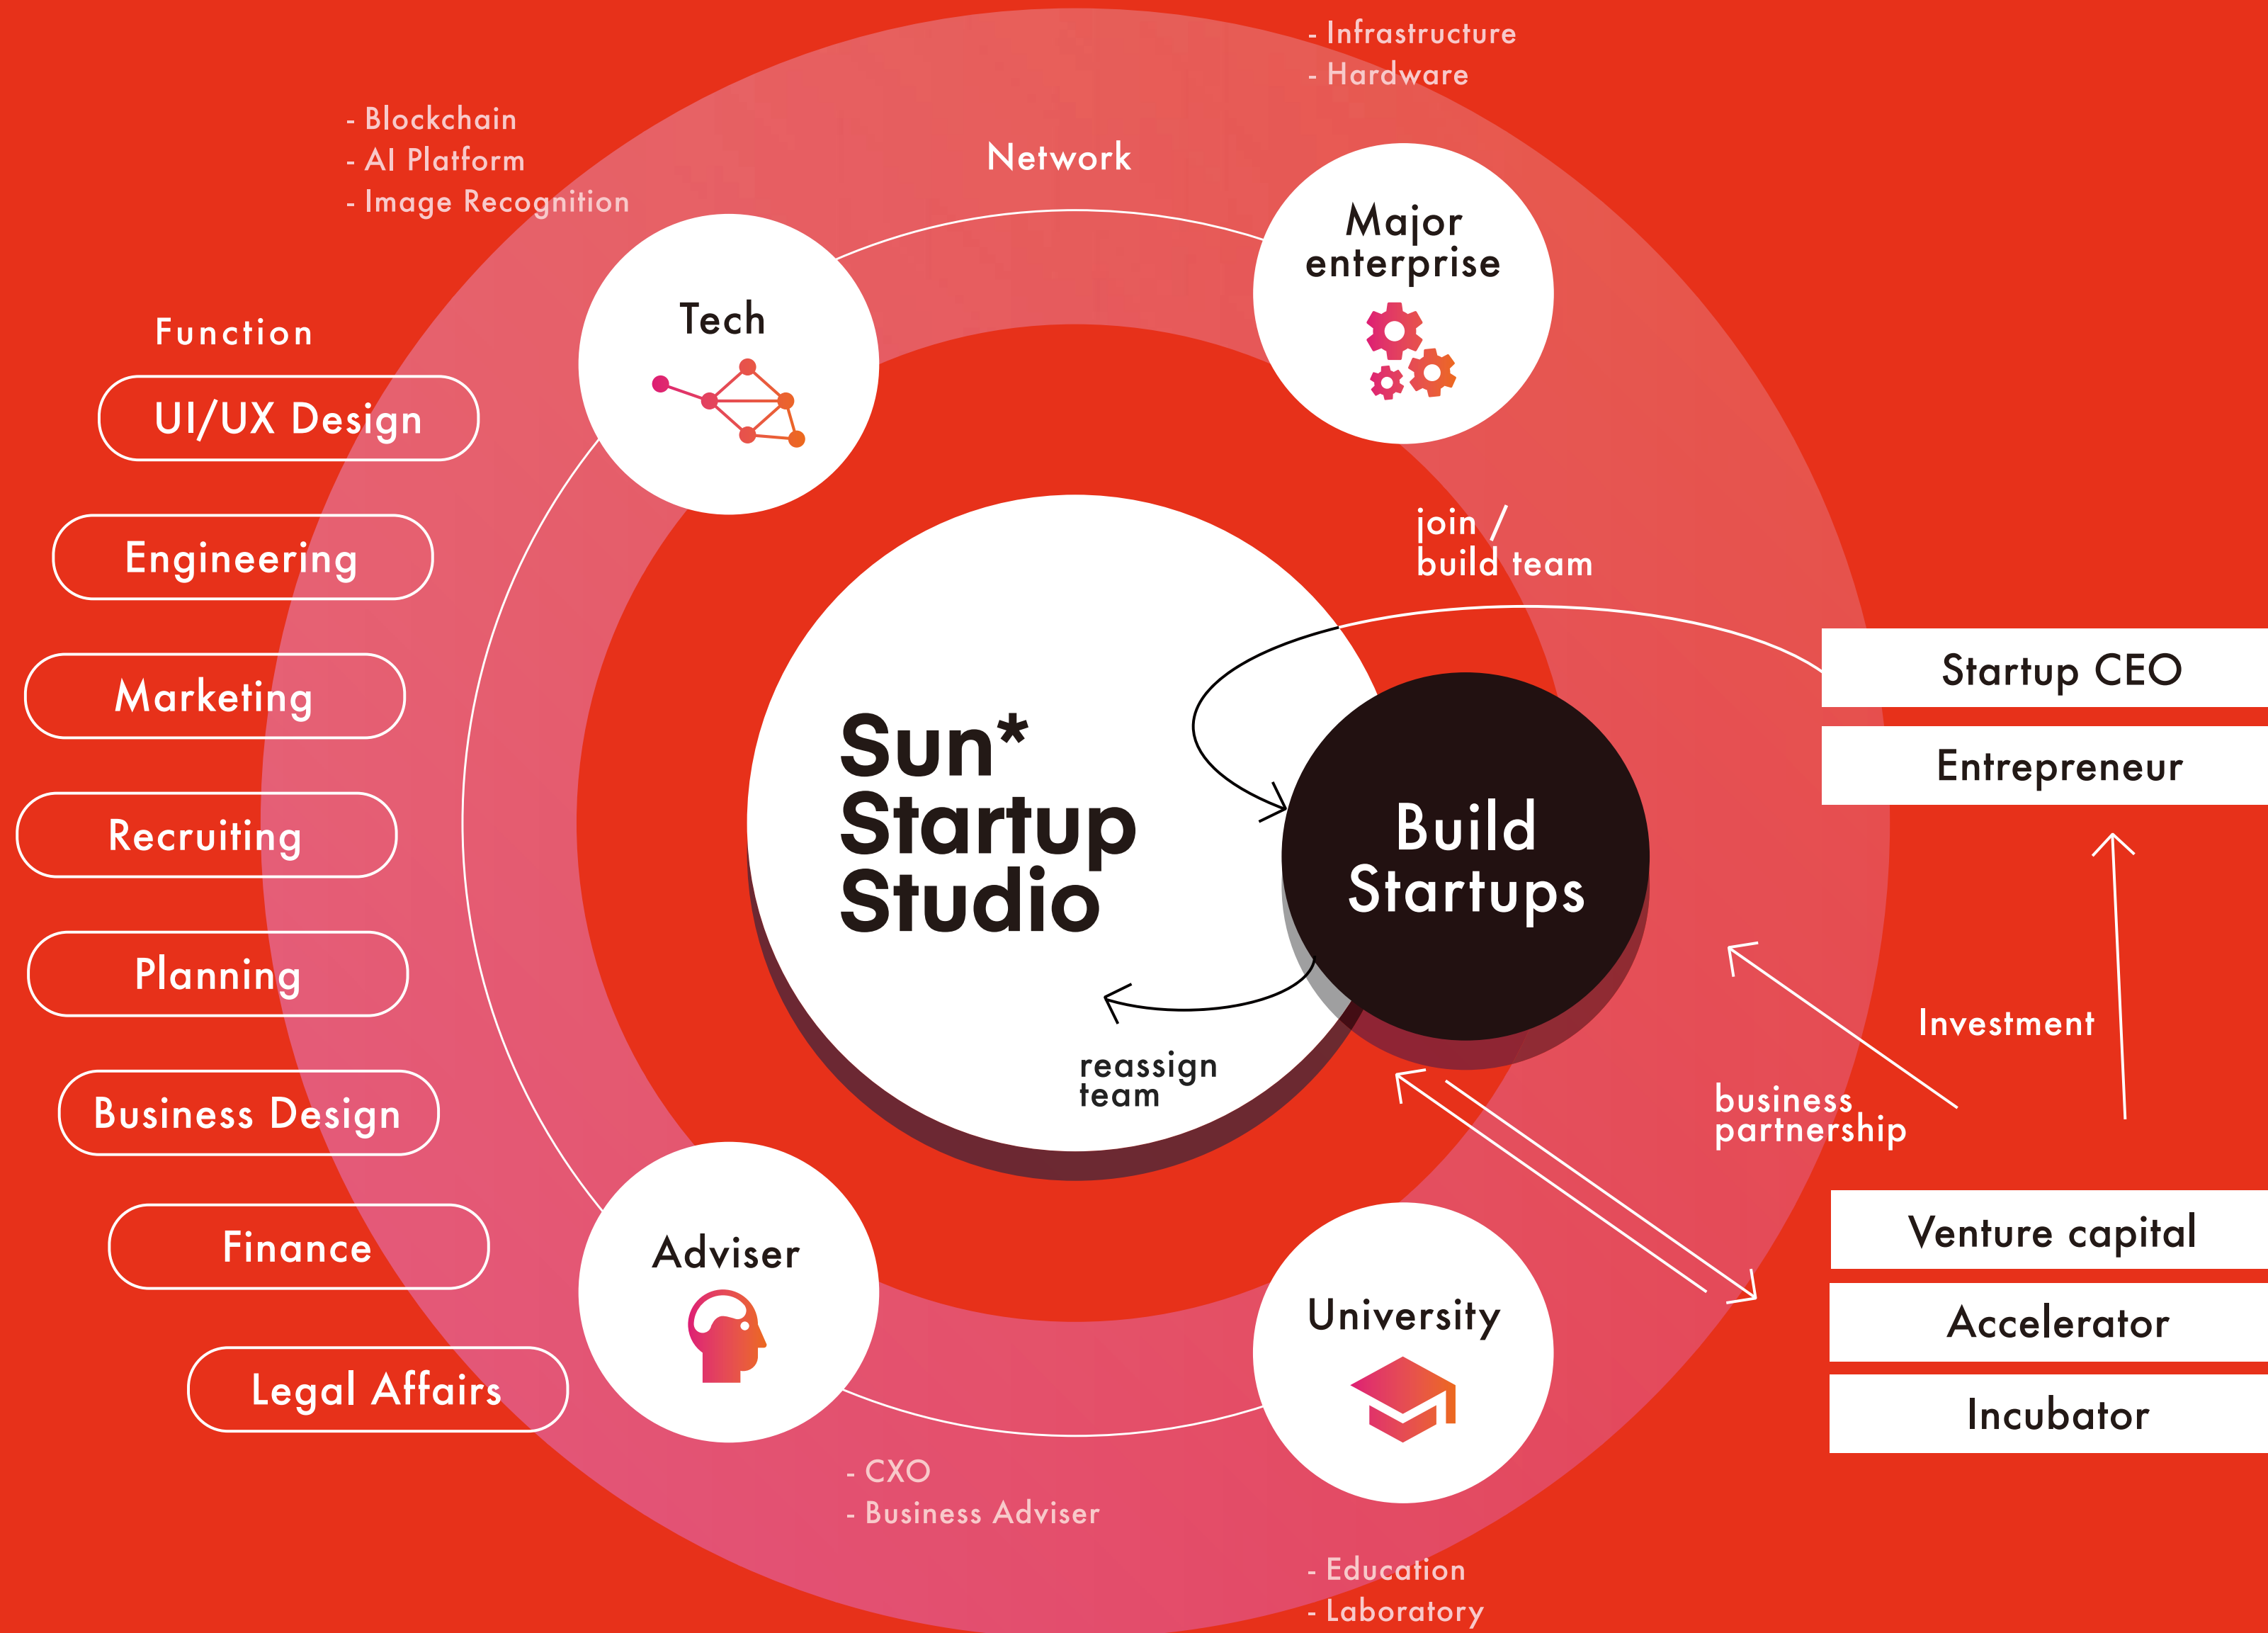 - Infrastructure
- Hardware
- Blockchain
- AI Platform
- Image Recognition
Network
Major
enterprise
Tech
Function
UI/UX Design
Engineering
Marketing
Recruiting
Planning
Business Design
Finance
Legal Affairs
join /
build team
Startup CEO
Entrepreneur
Sun*
Startup
Studio
Build
Startups
reassign
team
Investment
business
partnership
Venture capital
Accelerator
Incubator
Adviser
University
- CXO
- Business Adviser
- Education
- Laboratory